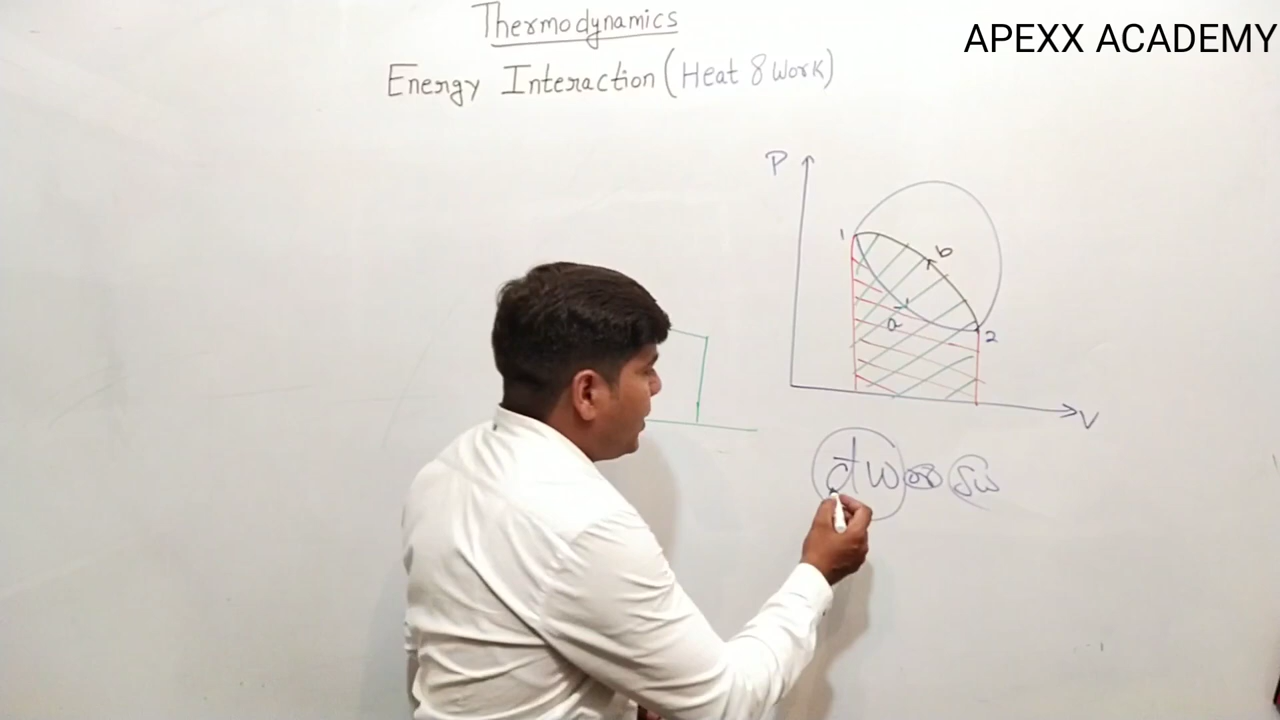 APEXX ACADEMY
Thermodynamics
Energy Interaction (Heat & Work)
P
1
b
a
2
V
đw or δw